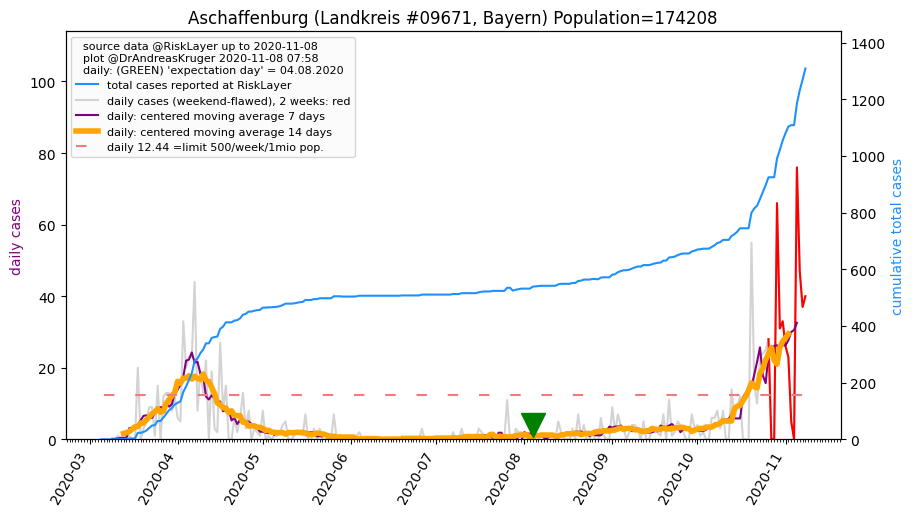 Aschaffenburg (Landkreis #09671, Bayern) Population=174208
source data @RiskLayer up to 2020-11-08
plot @DrAndreasKruger 2020-11-08 07:58
daily: (GREEN) 'expectation day' = 04.08.2020
total cases reported at RiskLayer
daily cases (weekend-flawed), 2 weeks: red
daily: centered moving average 7 days
daily: centered moving average 14 days
daily 12.44 =limit 500/week/1mio pop.
daily cases
100
80
60
40
20
0
cumulative total cases
1400
1200
1000
800
600
400
200
0
2020-03
2020-04
2020-05
2020-06
2020-07
2020-08
2020-09
2020-10
2020-11